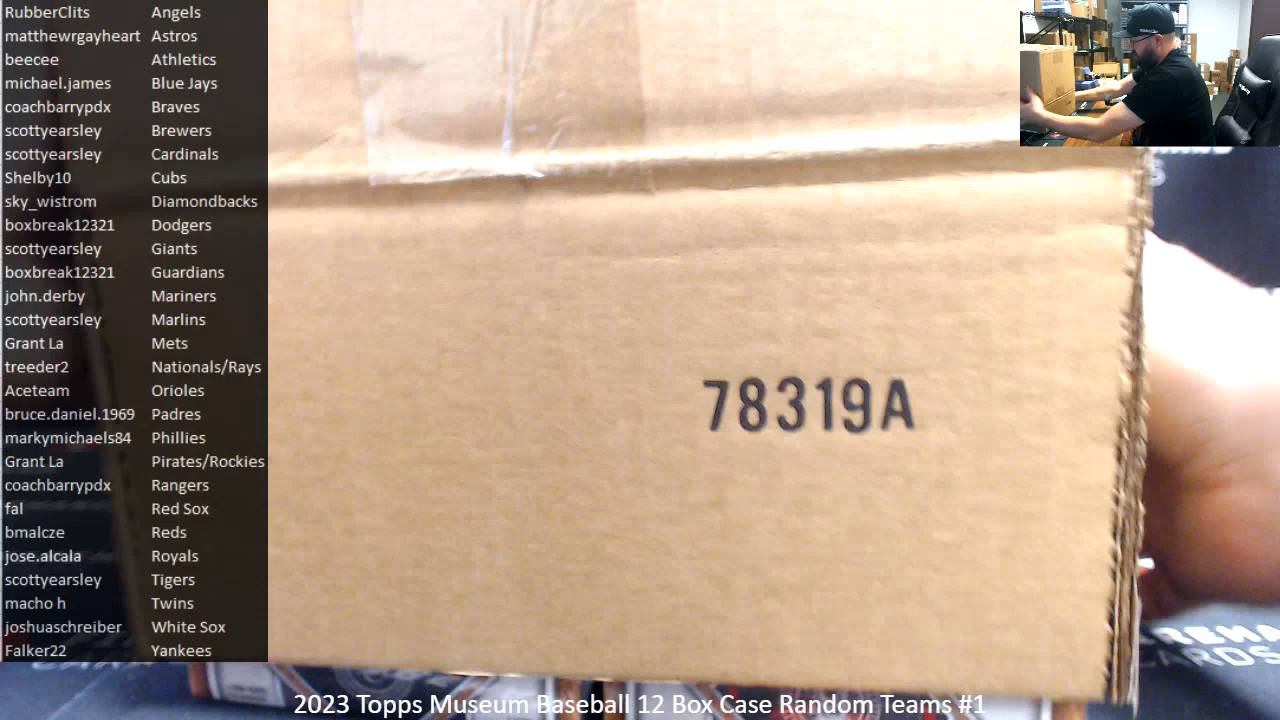 RubberClits Angels
matthewrgayheart Astros
beecee Athletics
michael.james Blue Jays
coachbarrypdx Braves
scottyearsley Brewers
scottyearsley Cardinals
Shelby10 Cubs
sky_wistrom Diamondbacks
boxbreak12321 Dodgers
scottyearsley Giants
boxbreak12321 Guardians
john.derby Mariners
scottyearsley Marlins
Grant La Mets
treeder2 Nationals/Rays
Aceteam Orioles
bruce.daniel.1969 Padres
markymichaels84 Phillies
Grant La Pirates/Rockies
coachbarrypdx Rangers
fal Red Sox
bmalcze Reds
jose.alcala Royals
scottyearsley Tigers
macho h Twins
joshuaschreiber White Sox
Falker22 Yankees
78319A
2023 Topps Museum Baseball 12 Box Case Random Teams #1